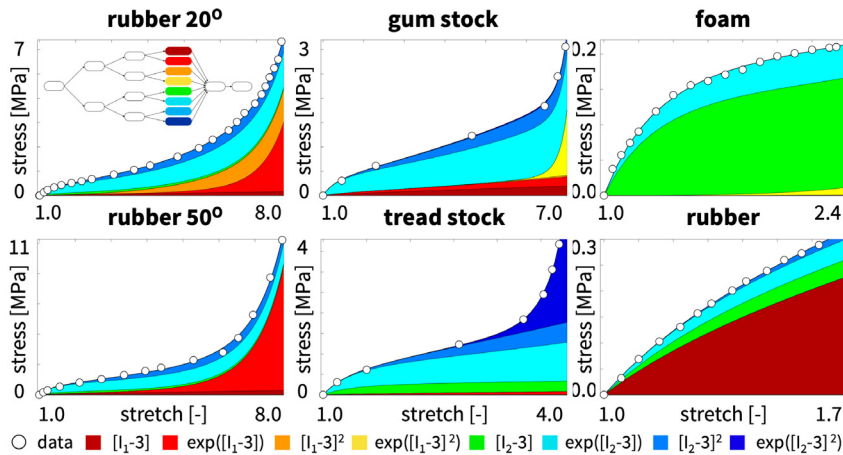 rubber 20⁰ gum stock foam
7 3 0.2
stress [MPa] stress [MPa] stress [MPa]
0 0 0.0
1.0 8.0 1.0 7.0 1.0 2.4
rubber 50⁰ tread stock rubber
11 4 0.3
stress [MPa] stress [MPa] stress [MPa]
0 0 0.0
1.0 stretch [-] 8.0 1.0 stretch [-] 4.0 1.0 stretch [-] 1.7
data [I₁-3] exp([I₁-3]) [I₁-3]² exp([I₁-3]²) [I₂-3] exp([I₂-3]) [I₂-3]² exp([I₂-3]²)